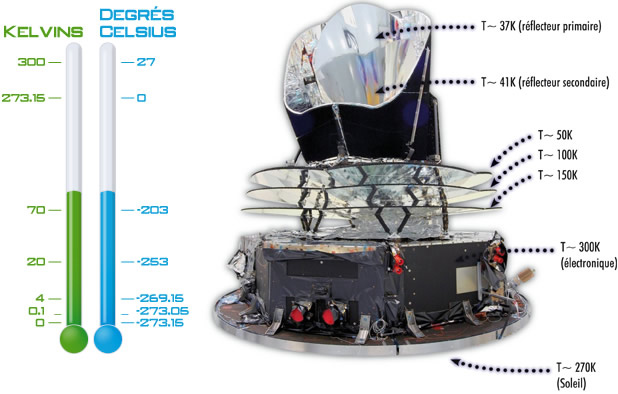 KELVINS
DEGRÉS
CELSIUS
300
27
273.15
0
70
-203
20
-253
4
-269.15
0.1
-273.05
0
-273.15
T~ 37K (réflecteur primaire)
T~ 41K (réflecteur secondaire)
T~ 50K
T~ 100K
T~ 150K
T~ 300K
(électronique)
T~ 270K
(Soleil)